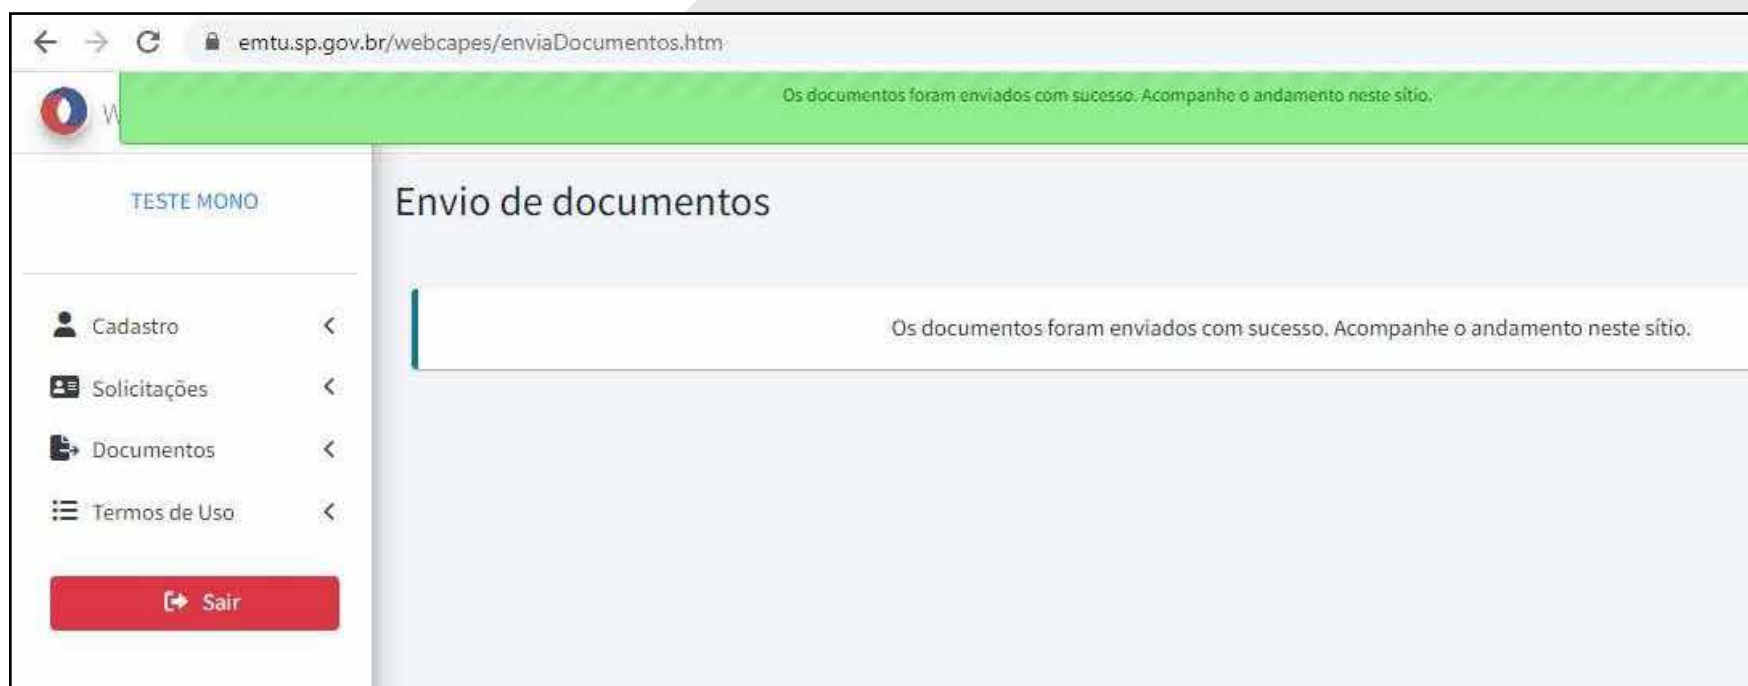 emtu.sp.gov.br/webcapes/enviaDocumentos.htm
Os documentos foram enviados com sucesso. Acompanhe o andamento neste sítio.
W
TESTE MONO
Envio de documentos
Os documentos foram enviados com sucesso. Acompanhe o andamento neste sítio.
Cadastro
Solicitações
Documentos
Termos de Uso
Sair